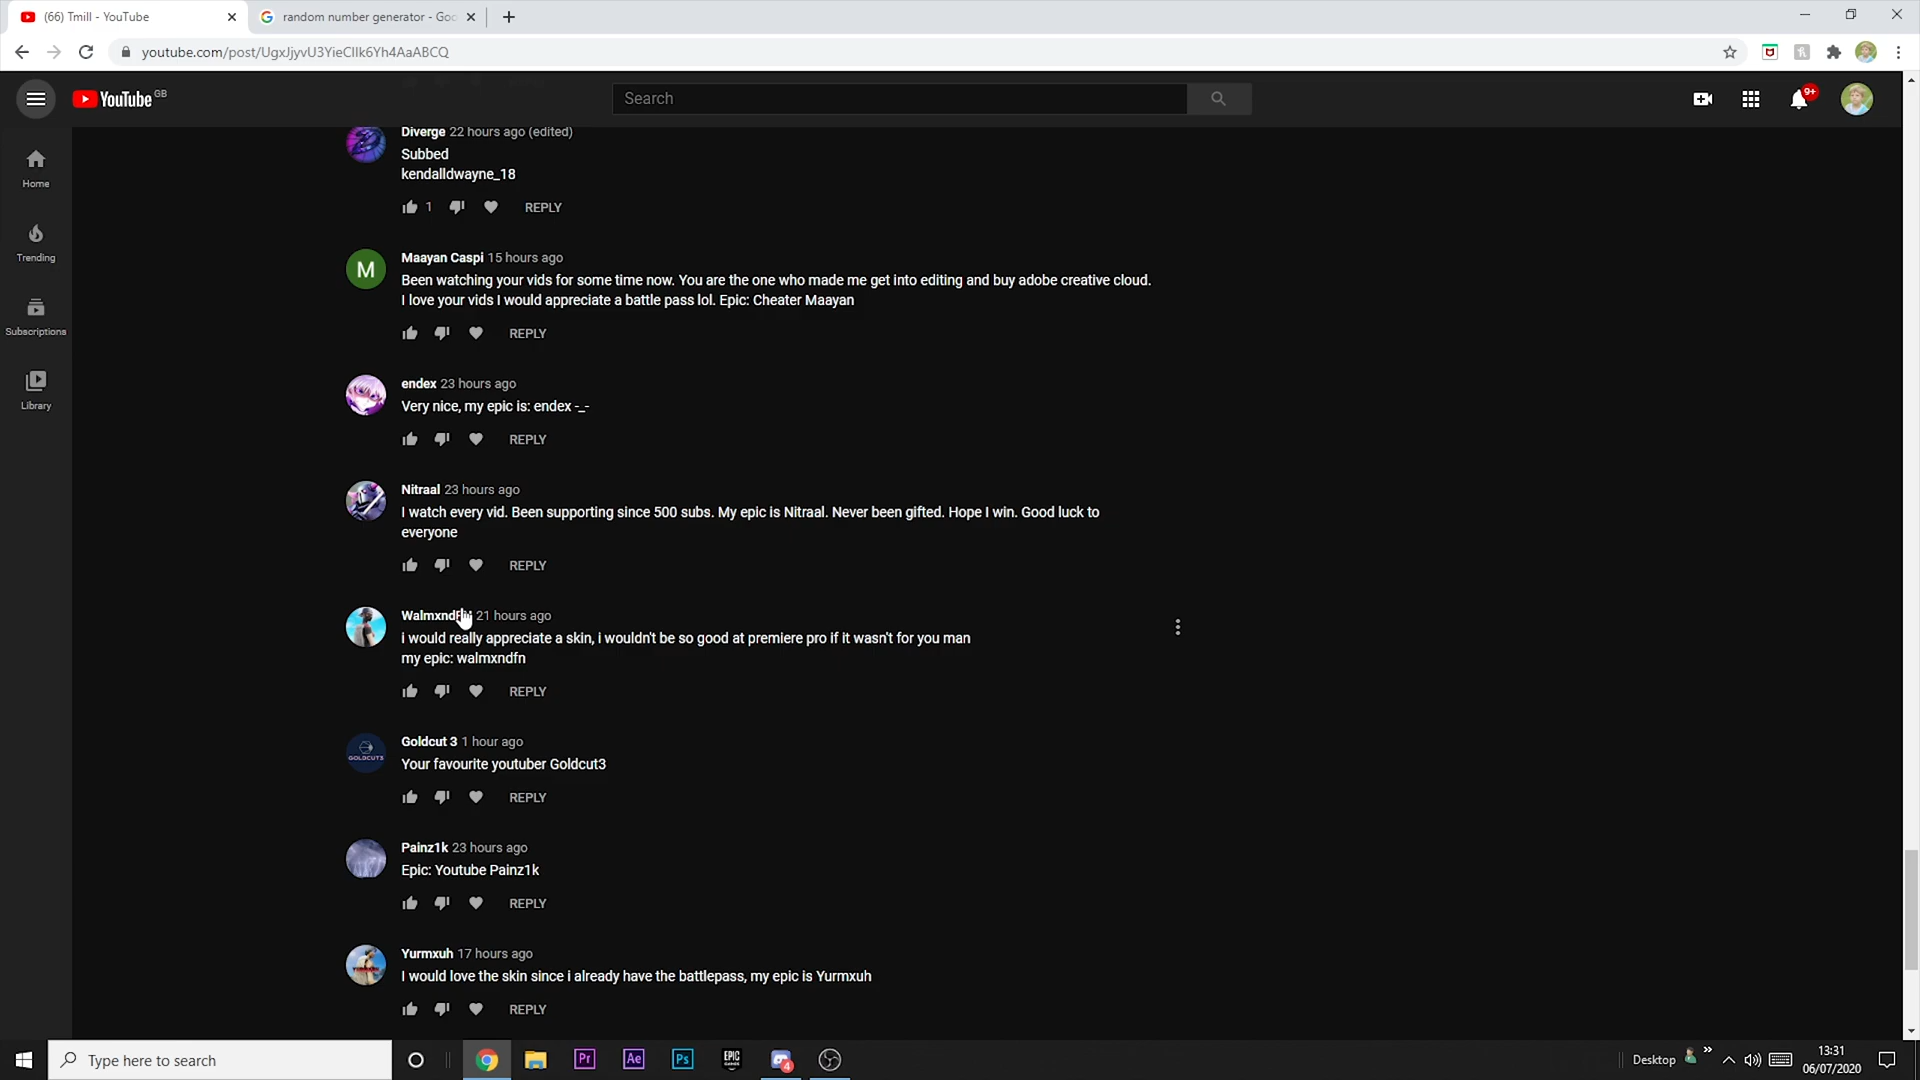 (66) Tmill - YouTube
random number generator - Goo
youtube.com/post/UgxJjyvU3YieCIlk6Yh4AaABCQ
YouTube GB
Search
9+
Home
Trending
Subscriptions
Library
Diverge 22 hours ago (edited)
Subbed
kendalldwayne_18
1 REPLY
M
Maayan Caspi 15 hours ago
Been watching your vids for some time now. You are the one who made me get into editing and buy adobe creative cloud.
I love your vids I would appreciate a battle pass lol. Epic: Cheater Maayan
REPLY
endex 23 hours ago
Very nice, my epic is: endex -_-
REPLY
Nitraal 23 hours ago
I watch every vid. Been supporting since 500 subs. My epic is Nitraal. Never been gifted. Hope I win. Good luck to
everyone
REPLY
21 hours ago
i would really appreciate a skin, i wouldn't be so good at premiere pro if it wasn't for you man
my epic: walmxndfn
REPLY
GOLDCUT3
Goldcut 3 1 hour ago
Your favourite youtuber Goldcut3
REPLY
Painz1k 23 hours ago
Epic: Youtube Painz1k
REPLY
Yurmxuh 17 hours ago
I would love the skin since i already have the battlepass, my epic is Yurmxuh
REPLY
Type here to search
Pr
Ae
Ps
EPIC
GAMES
4
Desktop
13:31
06/07/2020